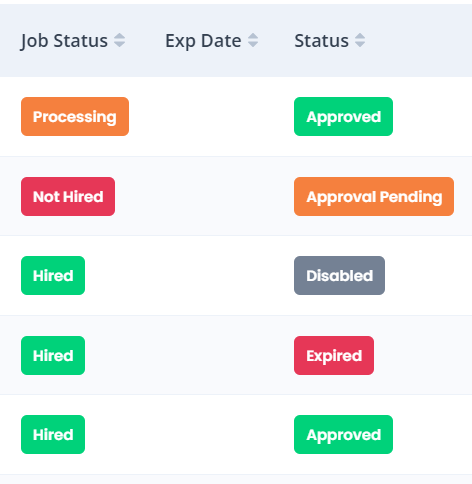 Job Status Exp Date Status
Processing Approved
Not Hired Approval Pending
Hired Disabled
Hired Expired
Hired Approved